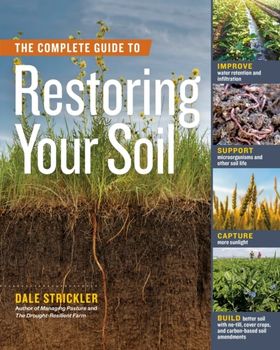 THE COMPLETE GUIDE TO
Restoring
Your Soil
IMPROVE
water retention and
infiltration
SUPPORT
microorganisms and
other soil life
CAPTURE
more sunlight
BUILD better soil
with no-till, cover crops,
and carbon-based soil
amendments
DALE STRICKLER
Author of Managing Pasture and
The Drought-Resilient Farm